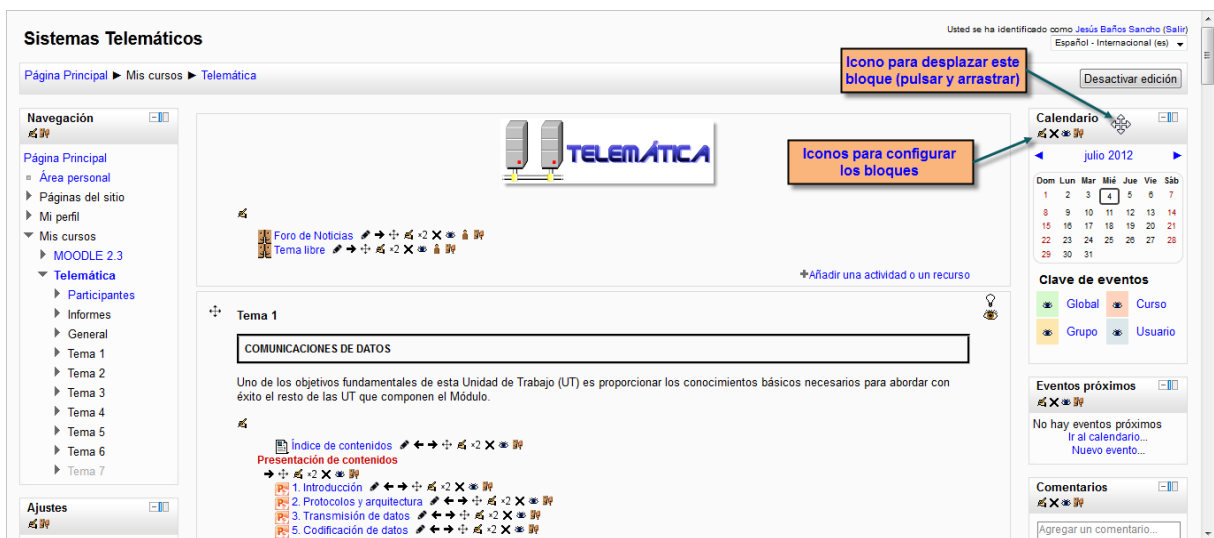 Sistemas Telemáticos
Usted se ha identificado como Jesús Baños Sancho (Salir)
Español - Internacional (es)
Página Principal ► Mis cursos ► Telemática
Icono para desplazar este
bloque (pulsar y arrastrar)
Desactivar edición
Navegación
Página Principal
Área personal
Páginas del sitio
Mi perfil
Mis cursos
MOODLE 2.3
Telemática
Participantes
Informes
General
Tema 1
Tema 2
Tema 3
Tema 4
Tema 5
Tema 6
Tema 7
Ajustes
TELEMÁTICA
Foro de Noticias ×2
Tema libre ×2
+Añadir una actividad o un recurso
Tema 1
COMUNICACIONES DE DATOS
Uno de los objetivos fundamentales de esta Unidad de Trabajo (UT) es proporcionar los conocimientos básicos necesarios para abordar con
éxito el resto de las UT que componen el Módulo.
Índice de contenidos ×2
Presentación de contenidos
×2
1. Introducción ×2
2. Protocolos y arquitectura ×2
3. Transmisión de datos ×2
5. Codificación de datos ×2
Iconos para configurar
los bloques
Calendario
julio 2012
Dom Lun Mar Mié Jue Vie Sáb
1 2 3 4 5 6 7
8 9 10 11 12 13 14
15 16 17 18 19 20 21
22 23 24 25 26 27 28
29 30 31
Clave de eventos
Global Curso
Grupo Usuario
Eventos próximos
No hay eventos próximos
Ir al calendario...
Nuevo evento...
Comentarios
Agregar un comentario...